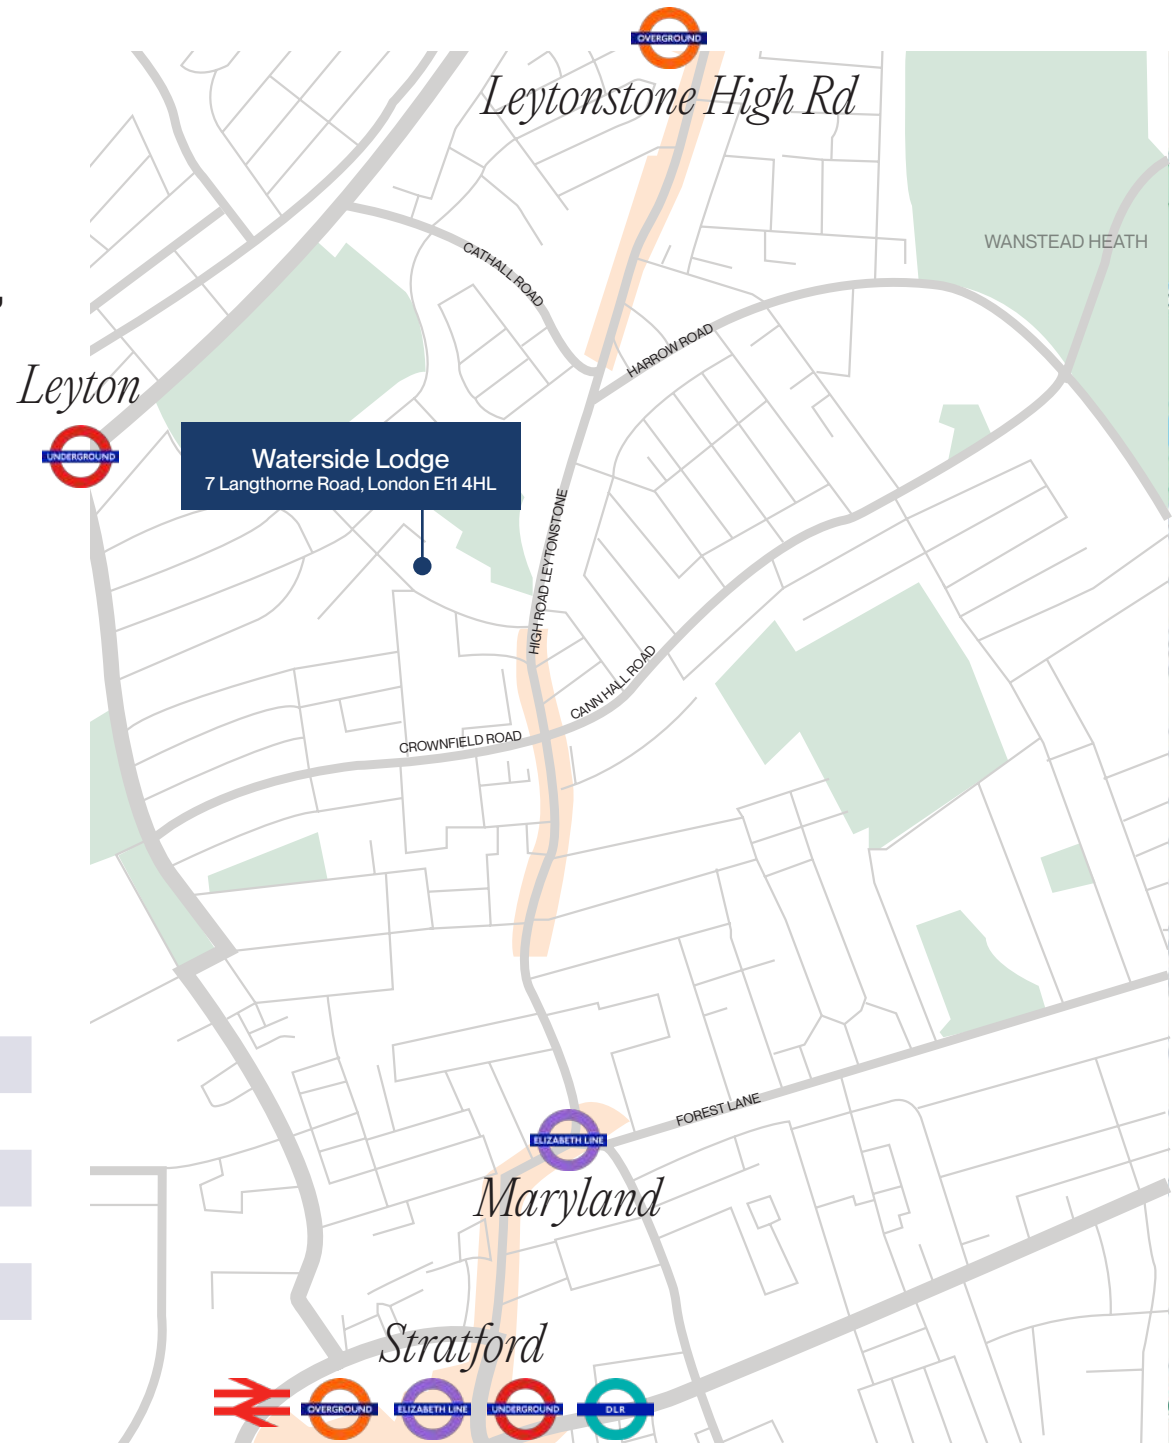 OVERGROUND
Leytonstone High Rd
WANSTEAD HEATH
CATHALL ROAD
HARROW ROAD
Leyton
UNDERGROUND
Waterside Lodge
7 Langthorne Road, London E11 4HL
HIGH ROAD LEYTONSTONE
CANN HALL ROAD
CROWNFIELD ROAD
FOREST LANE
ELIZABETH LINE
Maryland
Stratford
OVERGROUND
ELIZABETH LINE
UNDERGROUND
DLR